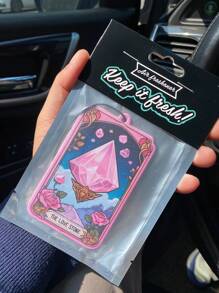 Air Freshener
Keep it fresh!
THE LOVE STONE